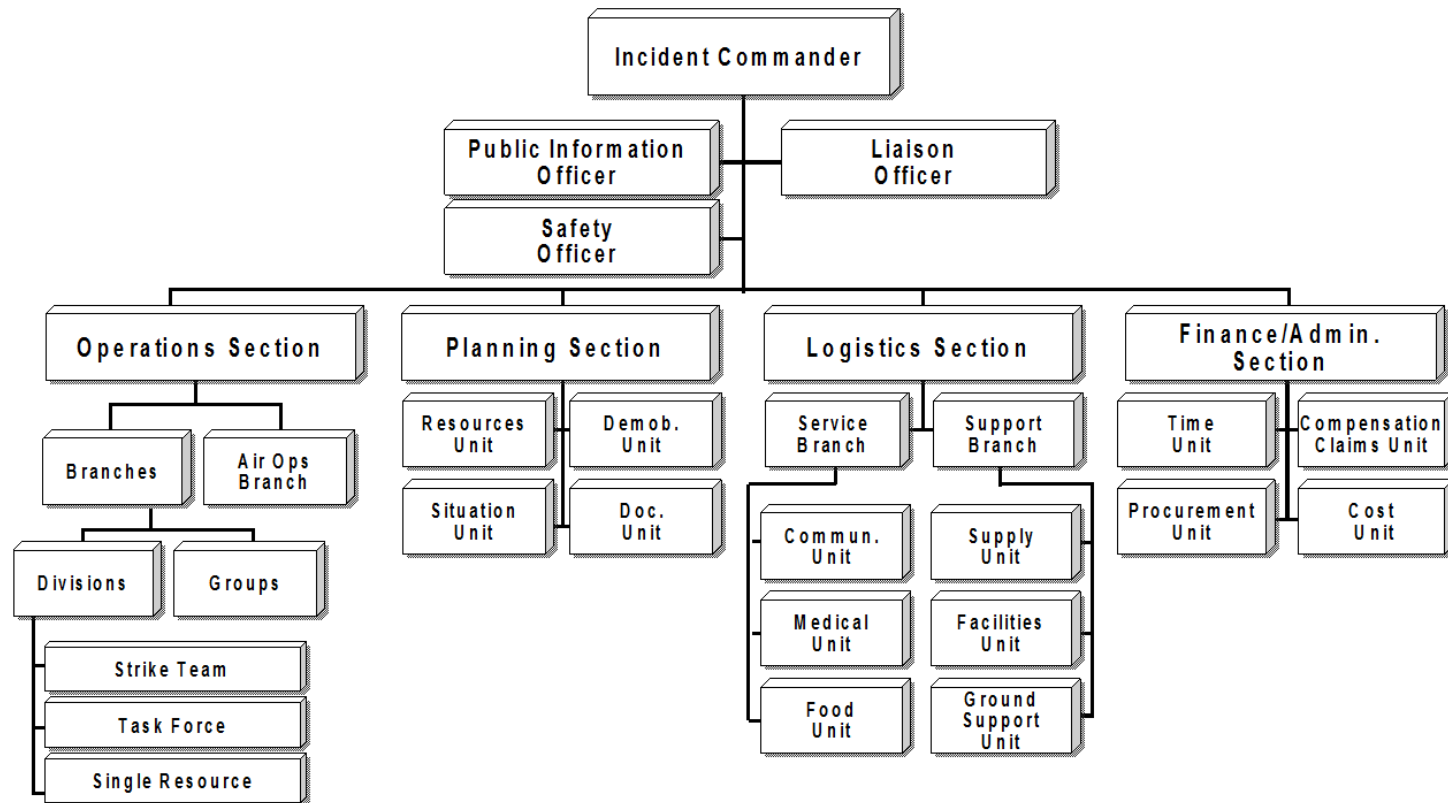 Incident Commander
Public Information
Officer
Liaison
Officer
Safety
Officer
Operations Section
Planning Section
Logistics Section
Finance/Admin.
Section
Branches
Air Ops
Branch
Divisions
Groups
Strike Team
Task Force
Single Resource
Resources
Unit
Demob.
Unit
Situation
Unit
Doc.
Unit
Service
Branch
Support
Branch
Commun.
Unit
Supply
Unit
Medical
Unit
Facilities
Unit
Food
Unit
Ground
Support
Unit
Time
Unit
Compensation
Claims Unit
Procurement
Unit
Cost
Unit